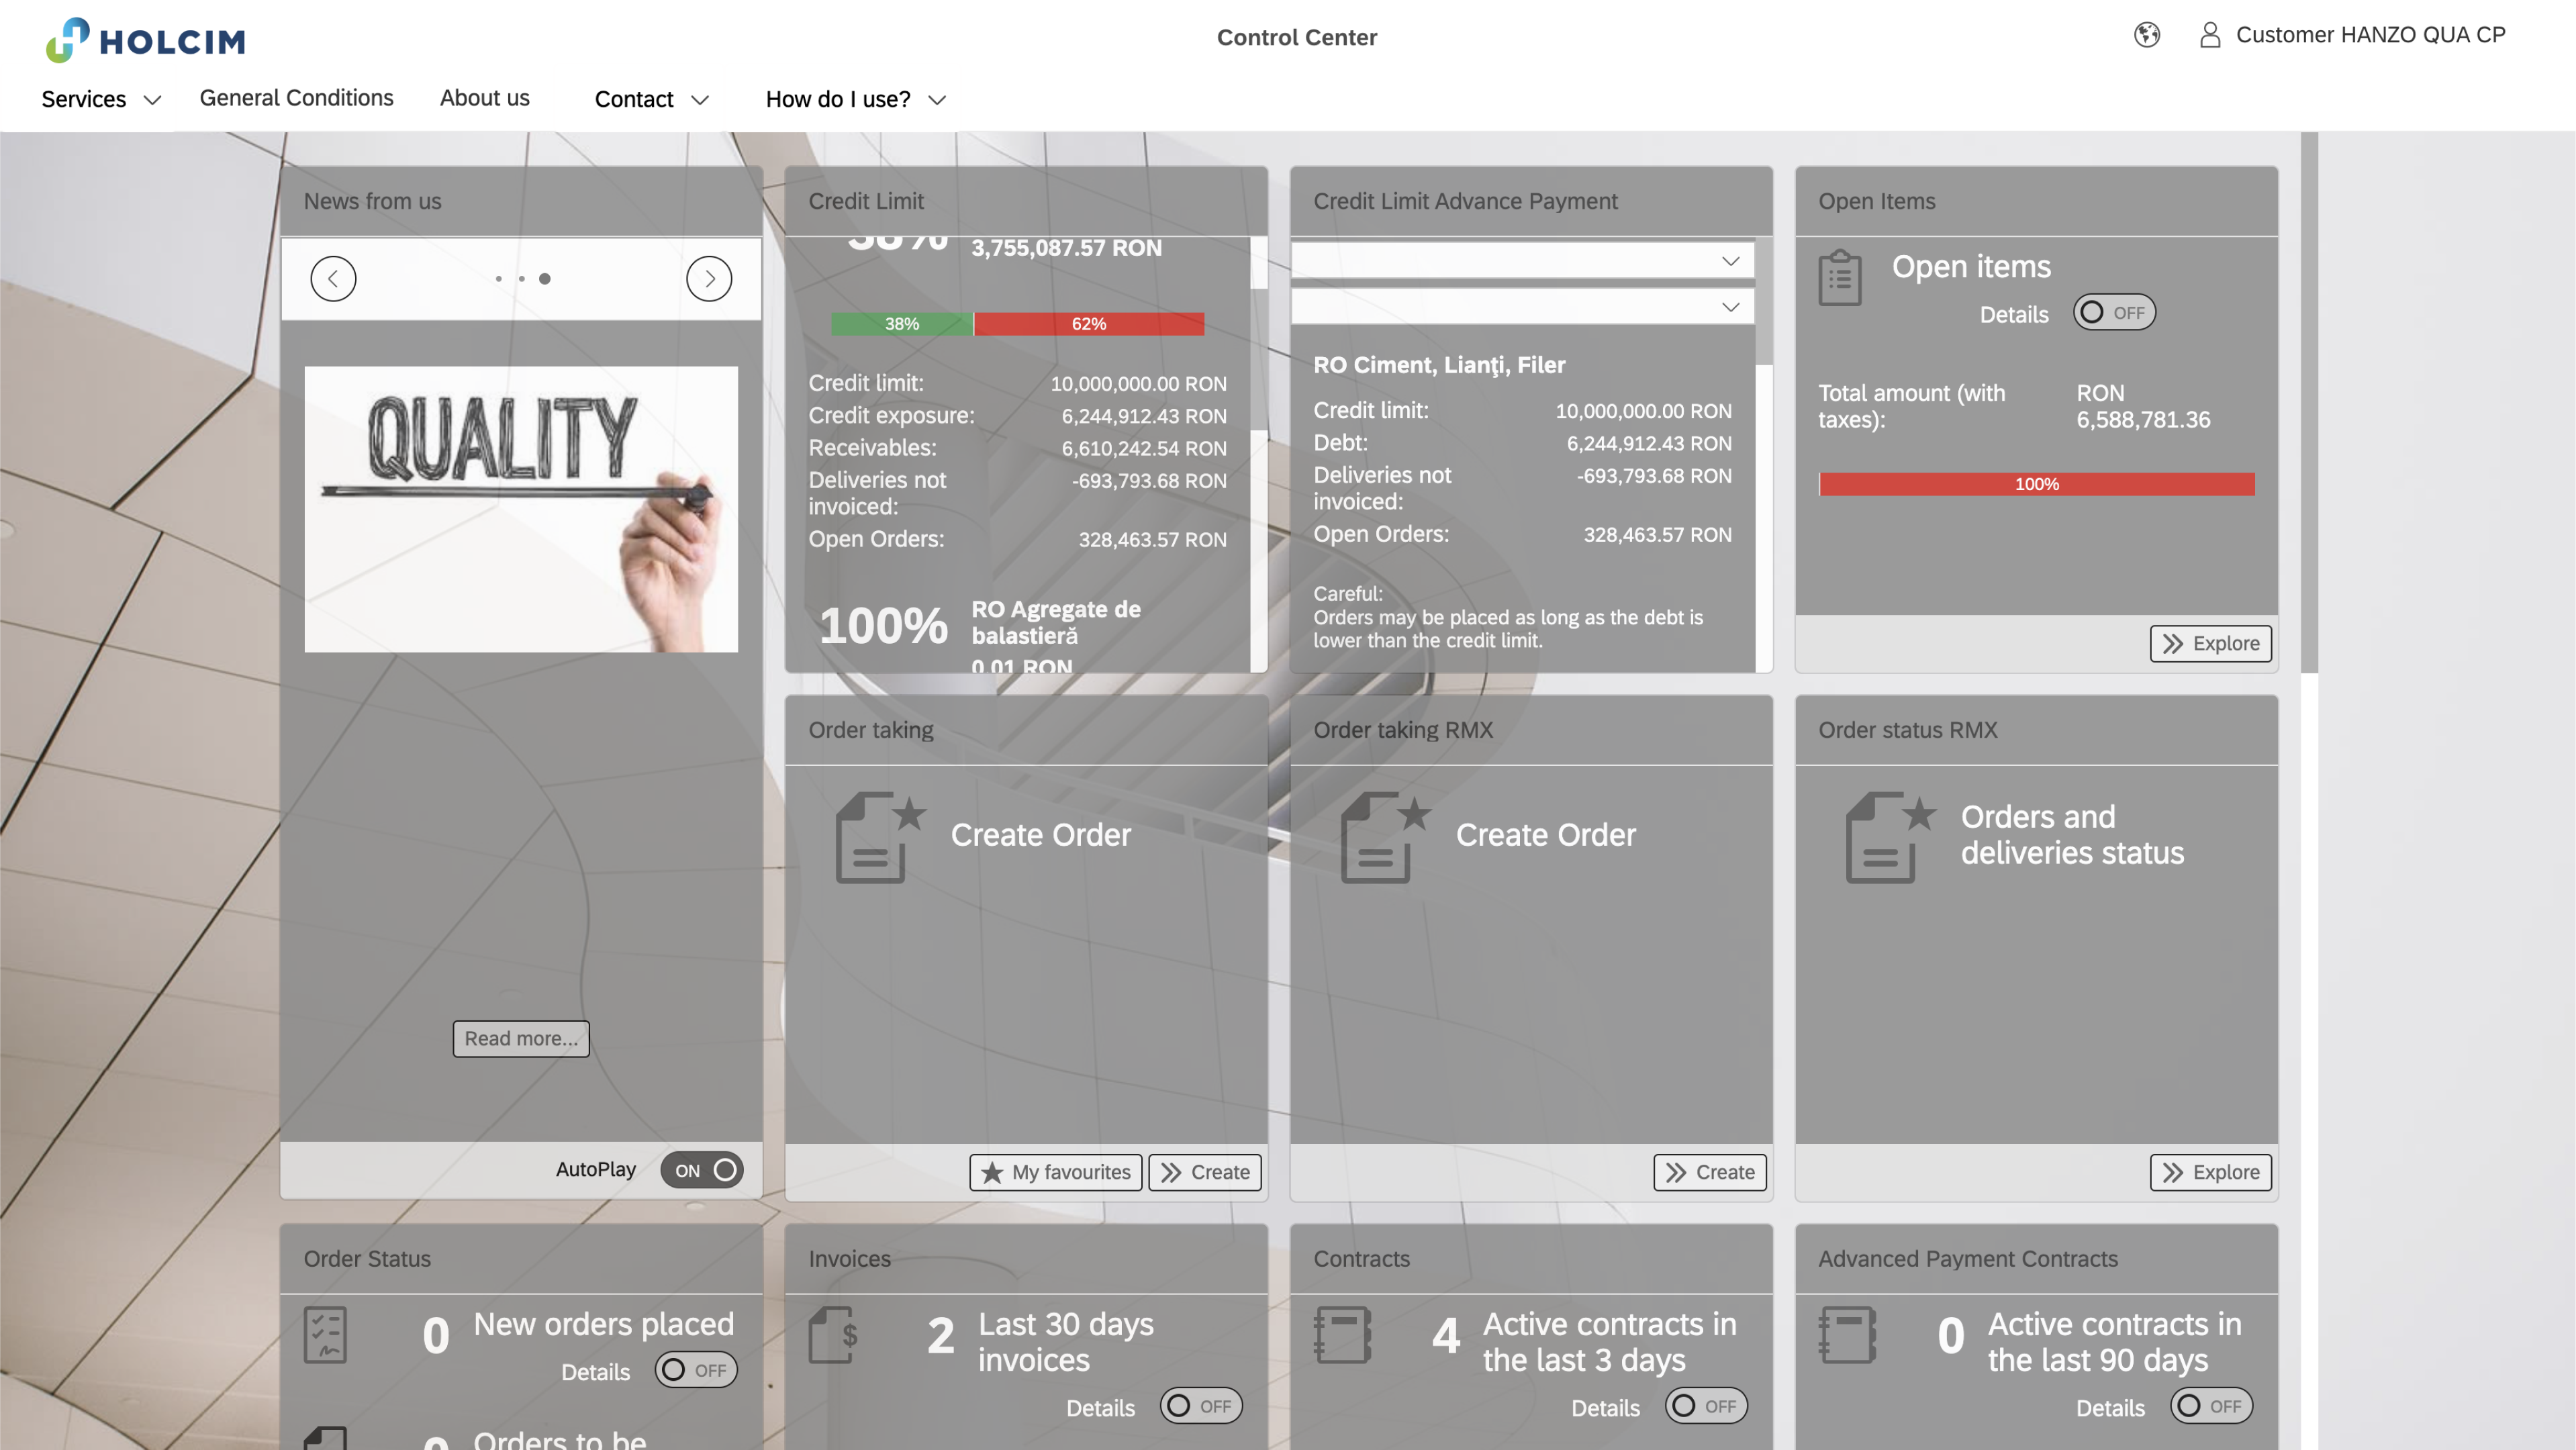 HOLCIM
Control Center
Customer HANZO QUA CP
Services
General Conditions
About us
Contact
How do I use?
News from us
QUALITY
Read more...
AutoPlay
ON
Credit Limit
38%
3,755,087.57 RON
38%
62%
Credit limit: 10,000,000.00 RON
Credit exposure: 6,244,912.43 RON
Receivables: 6,610,242.54 RON
Deliveries not
invoiced: -693,793.68 RON
Open Orders: 328,463.57 RON
100%
RO Agregate de
balastieră
0.01 RON
Credit Limit Advance Payment
RO Ciment, Lianţi, Filer
Credit limit: 10,000,000.00 RON
Debt: 6,244,912.43 RON
Deliveries not
invoiced: -693,793.68 RON
Open Orders: 328,463.57 RON
Careful:
Orders may be placed as long as the debt is
lower than the credit limit.
Open Items
Open items
Details OFF
Total amount (with
taxes):
RON
6,588,781.36
100%
Explore
Order taking
Create Order
My favourites
Create
Order taking RMX
Create Order
Create
Order status RMX
Orders and
deliveries status
Explore
Order Status
0 New orders placed
Details OFF
0 Orders to be
Invoices
2 Last 30 days
invoices
Details OFF
Contracts
4 Active contracts in
the last 3 days
Details OFF
Advanced Payment Contracts
0 Active contracts in
the last 90 days
Details OFF